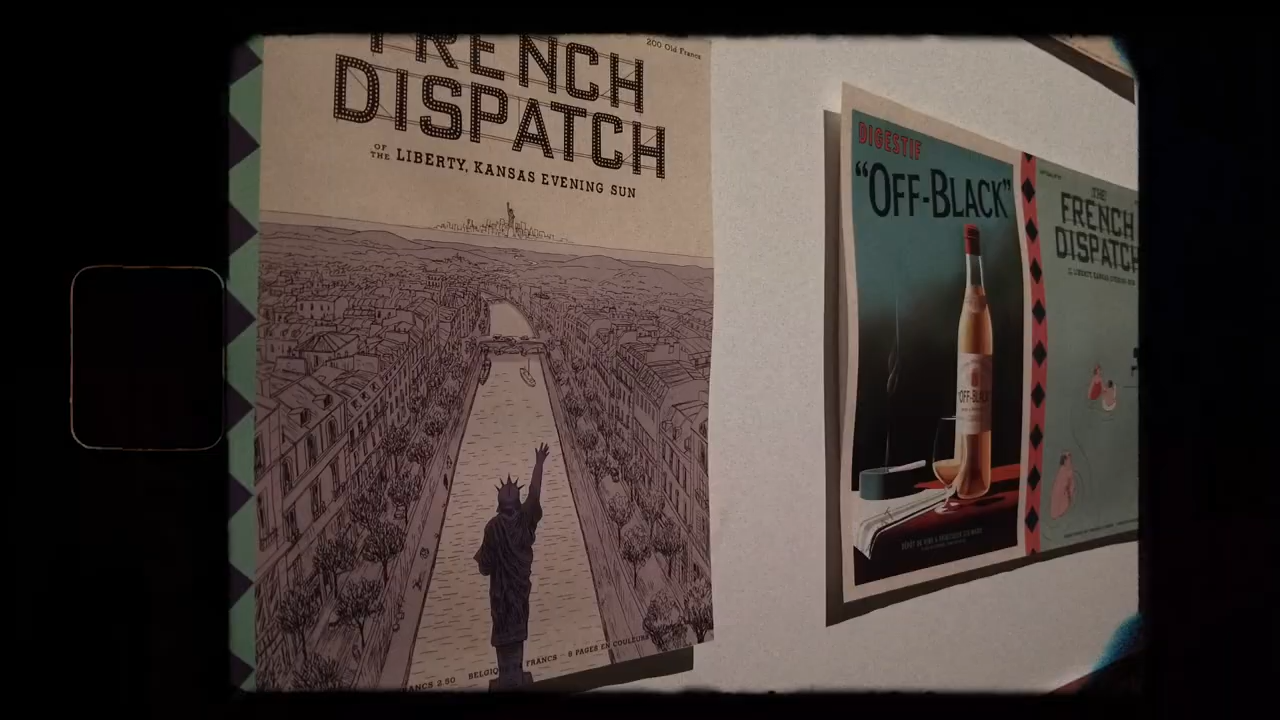 200 Old Francs
FRENCH
DISPATCH
OF THE LIBERTY, KANSAS EVENING SUN
FRANCS 2.50 BELGIQUE FRANCS - 8 PAGES EN COULEURS
DIGESTIF
"OFF-BLACK"
"OFF-BLACK"
THE
FRENCH
DISPATCH